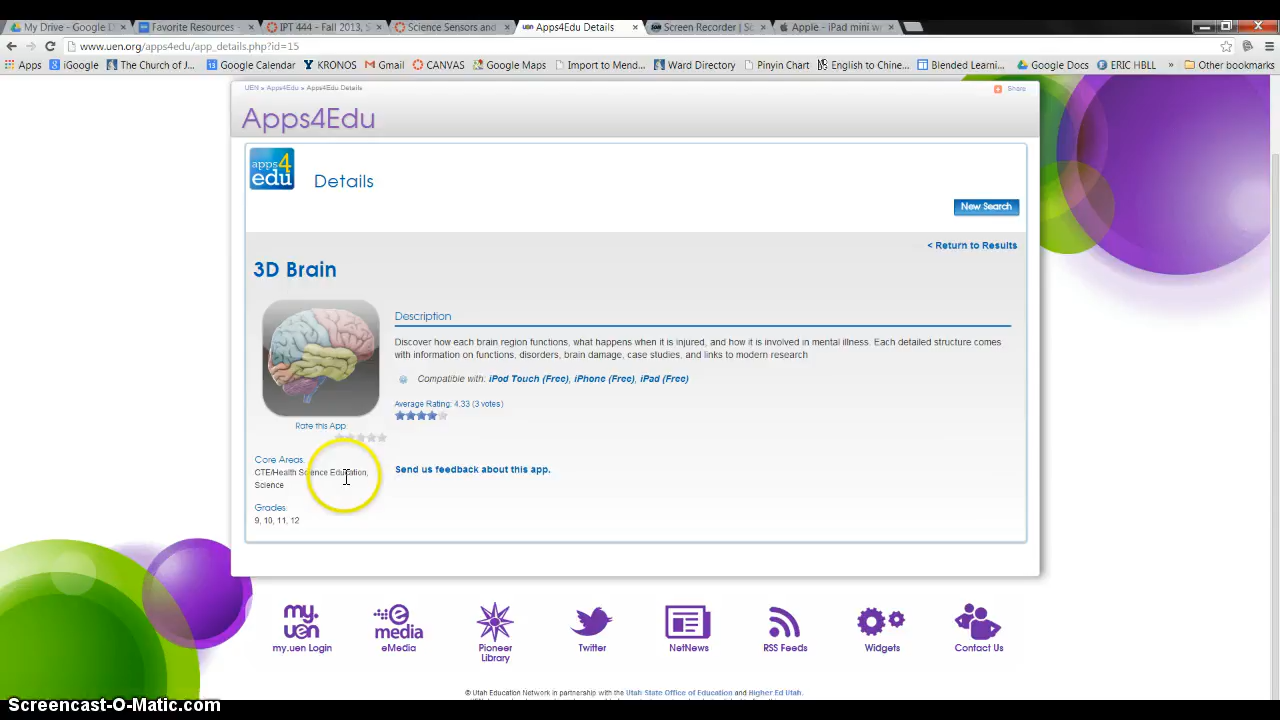 My Drive - Google D
Favorite Resources -
IPT 444 - Fall 2013, S
Science Sensors and
Apps4Edu Details
Screen Recorder | Sc
Apple - iPad mini w
www.uen.org/apps4edu/app_details.php?id=15
Apps
iGoogle
The Church of J...
Google Calendar
KRONOS
Gmail
CANVAS
Google Maps
Import to Mend...
Ward Directory
Pinyin Chart
English to Chine...
Blended Learni...
Google Docs
ERIC HBLL
»
Other bookmarks
UEN » Apps4Edu » Apps4Edu Details
Share
Apps4Edu
apps
4
edu
Details
New Search
< Return to Results
3D Brain
Description
Discover how each brain region functions, what happens when it is injured, and how it is involved in mental illness. Each detailed structure comes
with information on functions, disorders, brain damage, case studies, and links to modern research
Compatible with: iPod Touch (Free), iPhone (Free), iPad (Free)
Average Rating: 4.33 (3 votes)
Rate this App:
Core Areas:
CTE/Health Science Education,
Science
Send us feedback about this app.
Grades:
9, 10, 11, 12
my.
uen
my.uen Login
e
media
eMedia
Pioneer
Library
Twitter
NetNews
RSS Feeds
Widgets
Contact Us
© Utah Education Network in partnership with the Utah State Office of Education and Higher Ed Utah.
Screencast-O-Matic.com